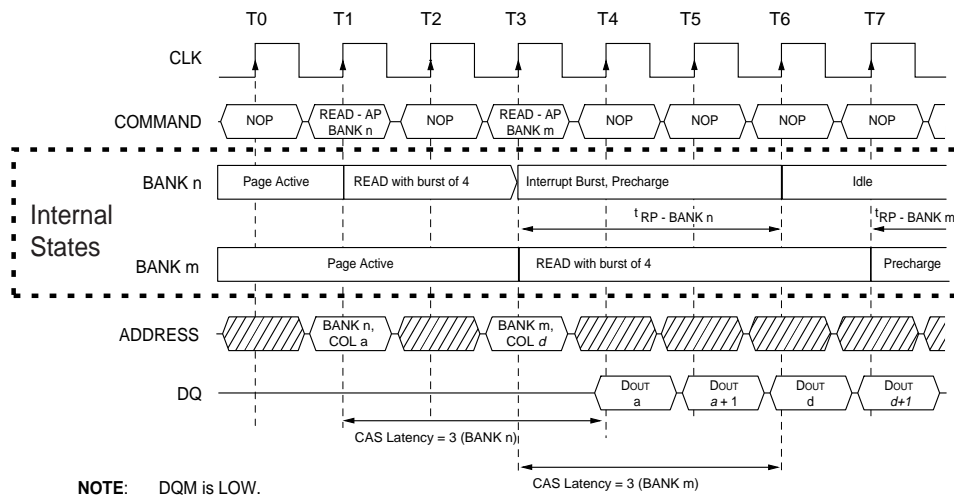 T0 T1 T2 T3 T4 T5 T6 T7
CLK
COMMAND NOP READ - AP BANK n NOP READ - AP BANK m NOP NOP NOP NOP
BANK n Page Active READ with burst of 4 Interrupt Burst, Precharge Idle
Internal States
tRP - BANK n tRP - BANK m
BANK m Page Active READ with burst of 4 Precharge
ADDRESS BANK n, COL a BANK m, COL d
DQ DOUT a DOUT a + 1 DOUT d DOUT d+1
CAS Latency = 3 (BANK n)
CAS Latency = 3 (BANK m)
NOTE: DQM is LOW.